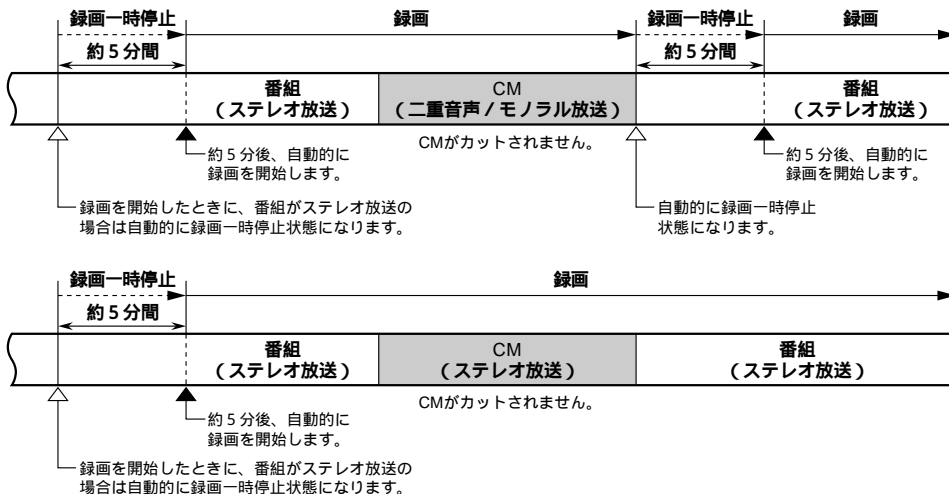 録画一時停止 録画 録画一時停止 録画
約5分間 約5分間
番組 CM 番組
（ステレオ放送） （二重音声 / モノラル放送） （ステレオ放送）
CMがカットされません。
約5分後、自動的に
録画を開始します。
約5分後、自動的に
録画を開始します。
録画を開始したときに、番組がステレオ放送の
場合は自動的に録画一時停止状態になります。
自動的に録画一時停止
状態になります。
録画一時停止 録画
約5分間
番組 CM 番組
（ステレオ放送） （ステレオ放送） （ステレオ放送）
CMがカットされません。
約5分後、自動的に
録画を開始します。
録画を開始したときに、番組がステレオ放送の
場合は自動的に録画一時停止状態になります。